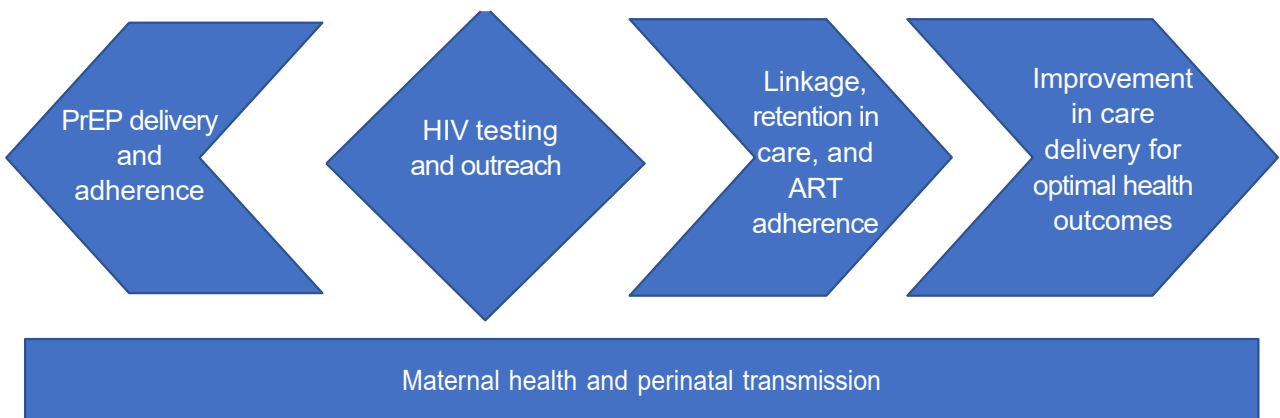 PrEP delivery
and
adherence
HIV testing
and outreach
Linkage,
retention in
care, and
ART
adherence
Improvement
in care
delivery for
optimal health
outcomes
Maternal health and perinatal transmission